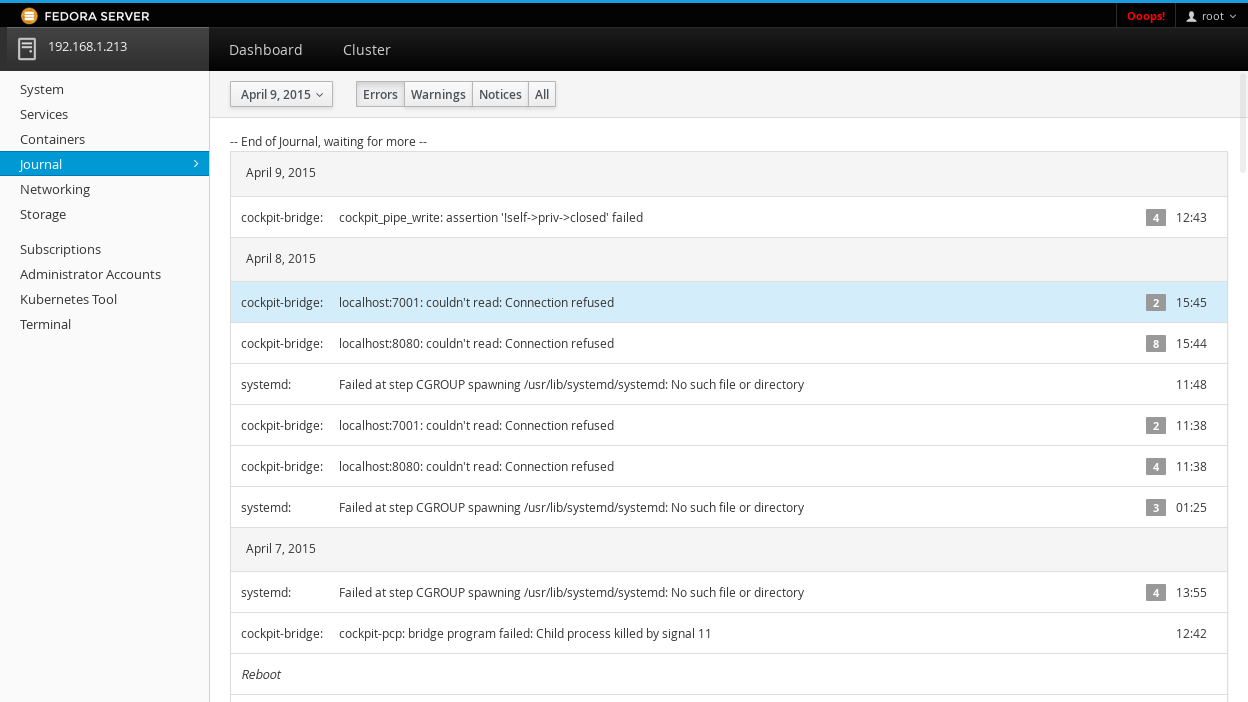 FEDORA SERVER Ooops! root
192.168.1.213 Dashboard Cluster
System
Services
Containers
Journal
Networking
Storage
Subscriptions
Administrator Accounts
Kubernetes Tool
Terminal
April 9, 2015 Errors Warnings Notices All
-- End of Journal, waiting for more --
April 9, 2015
cockpit-bridge: cockpit_pipe_write: assertion '!self->priv->closed' failed 4 12:43
April 8, 2015
cockpit-bridge: localhost:7001: couldn't read: Connection refused 2 15:45
cockpit-bridge: localhost:8080: couldn't read: Connection refused 8 15:44
systemd: Failed at step CGROUP spawning /usr/lib/systemd/systemd: No such file or directory 11:48
cockpit-bridge: localhost:7001: couldn't read: Connection refused 2 11:38
cockpit-bridge: localhost:8080: couldn't read: Connection refused 4 11:38
systemd: Failed at step CGROUP spawning /usr/lib/systemd/systemd: No such file or directory 3 01:25
April 7, 2015
systemd: Failed at step CGROUP spawning /usr/lib/systemd/systemd: No such file or directory 4 13:55
cockpit-bridge: cockpit-pcp: bridge program failed: Child process killed by signal 11 12:42
Reboot